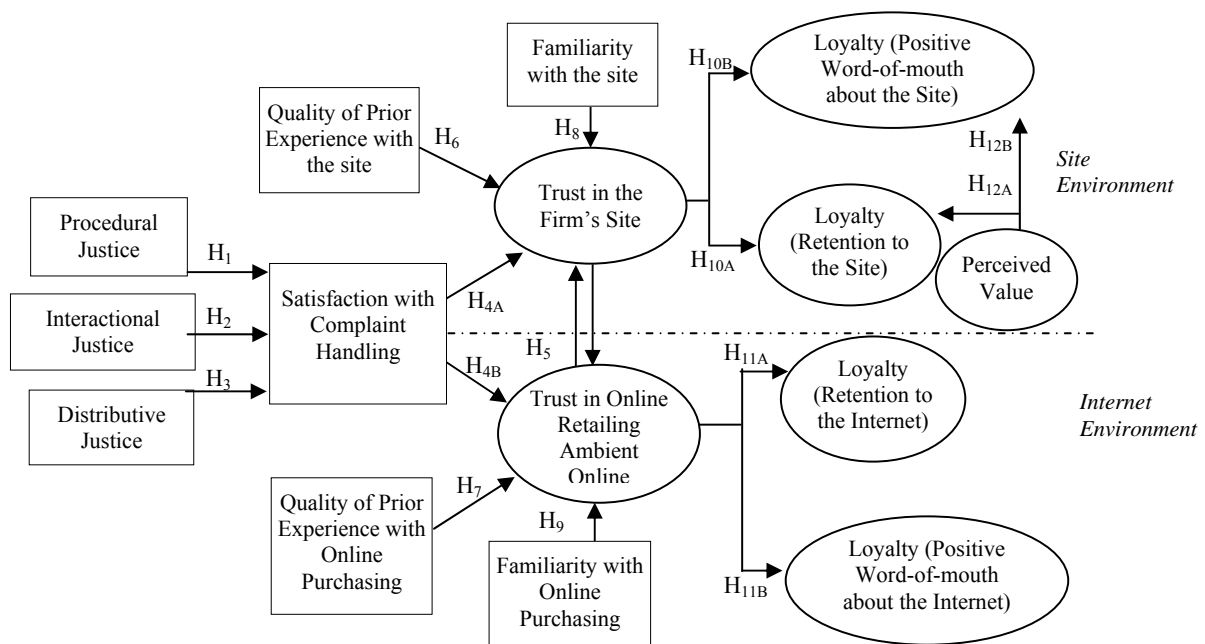 Familiarity
with the site
H8
Quality of Prior
Experience with
the site
H6
Trust in the
Firm's Site
H10B
Loyalty (Positive
Word-of-mouth
about the Site)
H12B
H12A
Site
Environment
H10A
Loyalty
(Retention to
the Site)
Perceived
Value
Procedural
Justice
H1
Interactional
Justice
H2
Distributive
Justice
H3
Satisfaction with
Complaint
Handling
H4A
H4B
H5
Trust in Online
Retailing
Ambient
Online
H11A
Loyalty
(Retention to
the Internet)
Internet
Environment
Quality of Prior
Experience with
Online
Purchasing
H7
H9
Familiarity with
Online
Purchasing
H11B
Loyalty (Positive
Word-of-mouth
about the Internet)